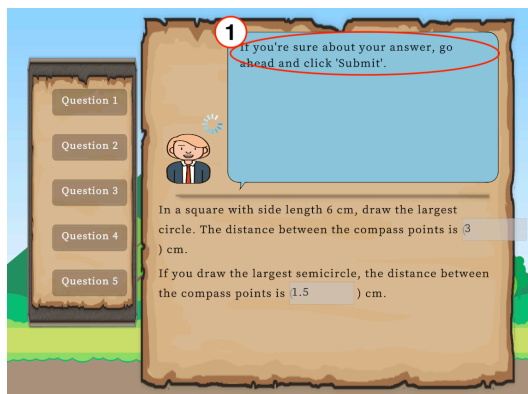 1
If you're sure about your answer, go
ahead and click 'Submit'.
Question 1
Question 2
Question 3
Question 4
Question 5
In a square with side length 6 cm, draw the largest
circle. The distance between the compass points is (3
) cm.
If you draw the largest semicircle, the distance between
the compass points is (1.5 ) cm.